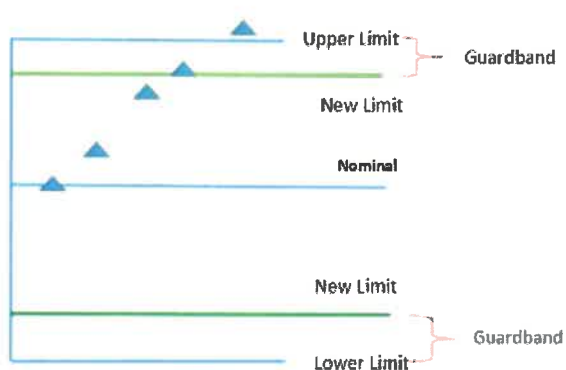 Upper Limit
Guardband
New Limit
Nominal
New Limit
Guardband
Lower Limit